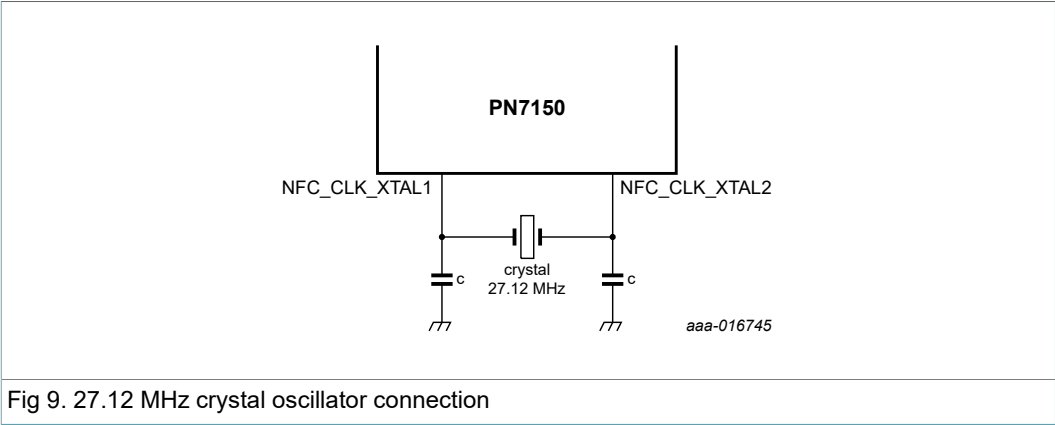 PN7150
NFC_CLK_XTAL1
NFC_CLK_XTAL2
c
crystal
27.12 MHz
c
aaa-016745
Fig 9. 27.12 MHz crystal oscillator connection